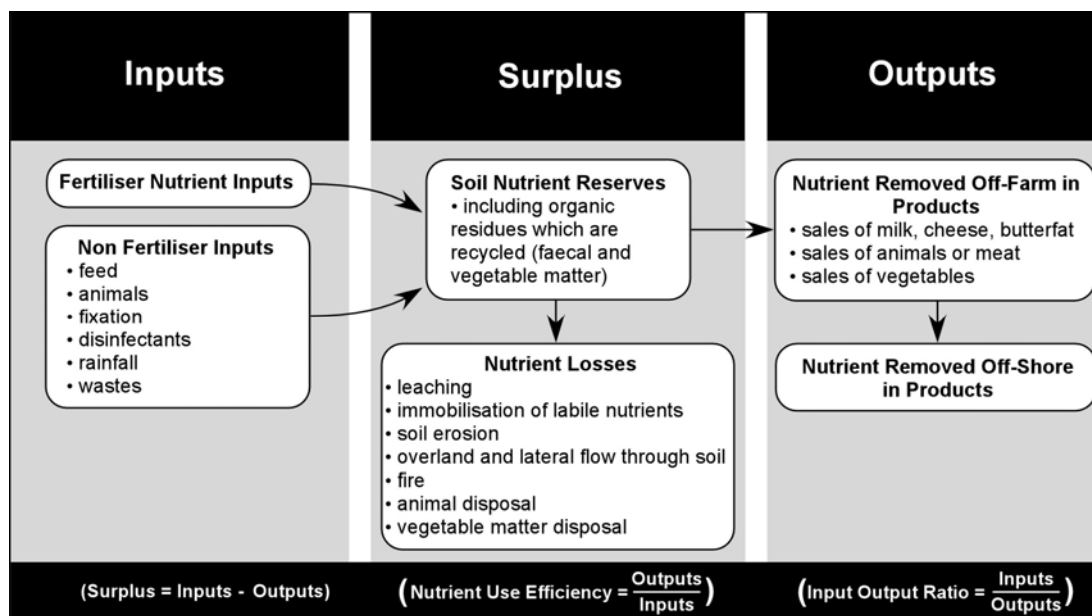 Inputs
Surplus
Outputs
Fertiliser Nutrient Inputs
Non Fertiliser Inputs
• feed
• animals
• fixation
• disinfectants
• rainfall
• wastes
Soil Nutrient Reserves
• including organic
residues which are
recycled (faecal and
vegetable matter)
Nutrient Losses
• leaching
• immobilisation of labile nutrients
• soil erosion
• overland and lateral flow through soil
• fire
• animal disposal
• vegetable matter disposal
Nutrient Removed Off-Farm in
Products
• sales of milk, cheese, butterfat
• sales of animals or meat
• sales of vegetables
Nutrient Removed Off-Shore
in Products
(Surplus = Inputs - Outputs)
(Nutrient Use Efficiency = Outputs
Inputs)
(Input Output Ratio = Inputs
Outputs)